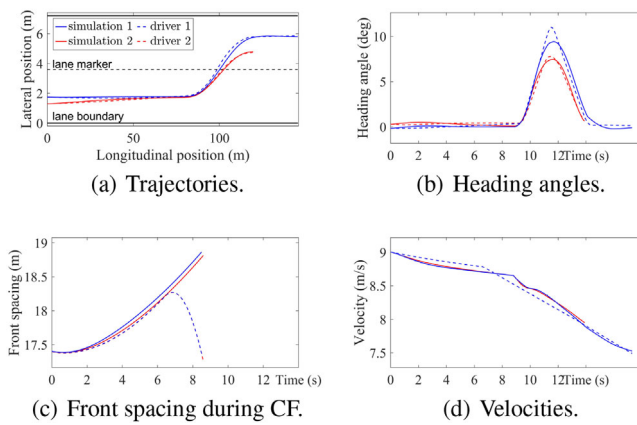 simulation 1 driver 1
simulation 2 driver 2
lane marker
lane boundary
Lateral position (m)
8
6
4
2
0
0 50 100
Longitudinal position (m)
(a) Trajectories.
Heading angle (deg)
10
5
0
0 2 4 6 8 10 12 Time (s)
(b) Heading angles.
Front spacing (m)
19
18.5
18
17.5
0 2 4 6 8 10 12 Time (s)
(c) Front spacing during CF.
Velocity (m/s)
9
8.5
8
7.5
0 2 4 6 8 10 12 Time (s)
(d) Velocities.